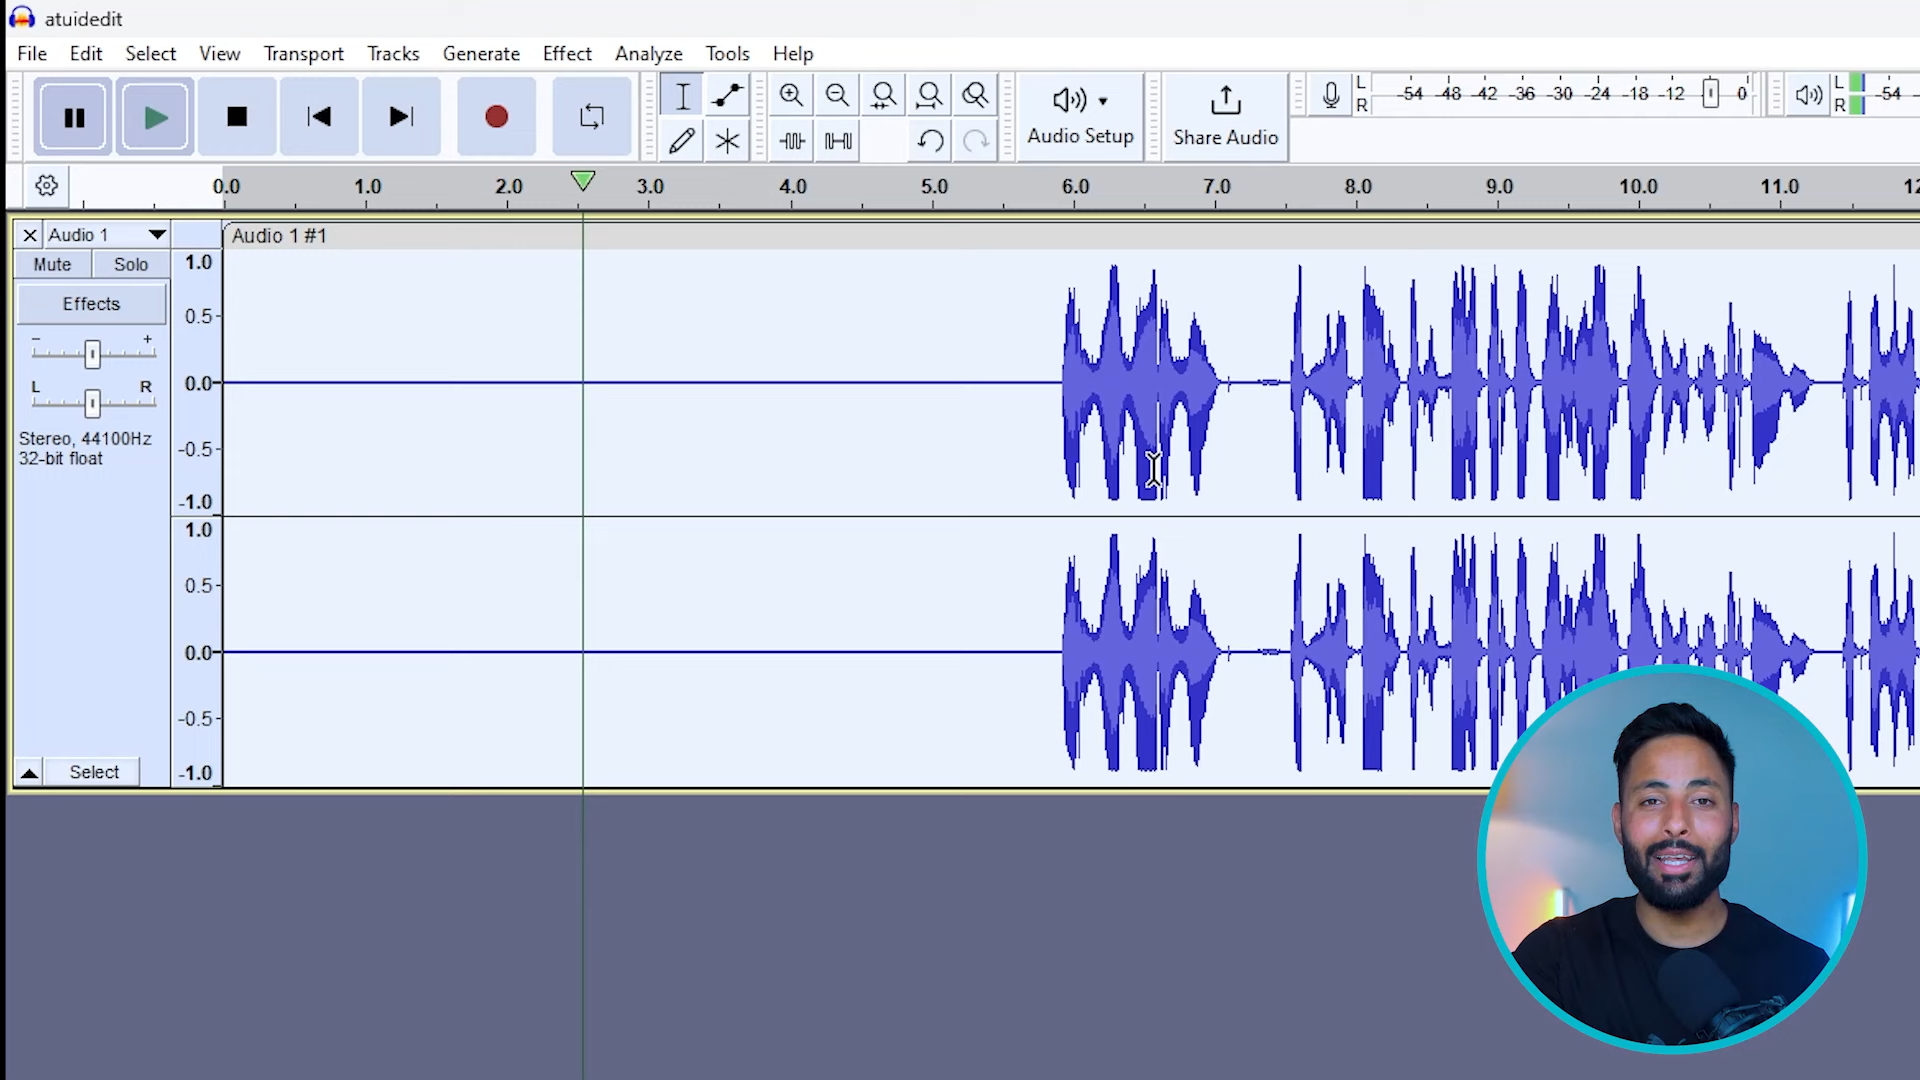 atuidedit
File Edit Select View Transport Tracks Generate Effect Analyze Tools Help
Audio Setup
Share Audio
L
R
-54 -48 -42 -36 -30 -24 -18 -12 0
L
R
-54
0.0 1.0 2.0 3.0 4.0 5.0 6.0 7.0 8.0 9.0 10.0 11.0 12
Audio 1
Audio 1 #1
Mute Solo
Effects
- +
L R
Stereo, 44100Hz
32-bit float
1.0
0.5
0.0
-0.5
-1.0
1.0
0.5
0.0
-0.5
-1.0
Select